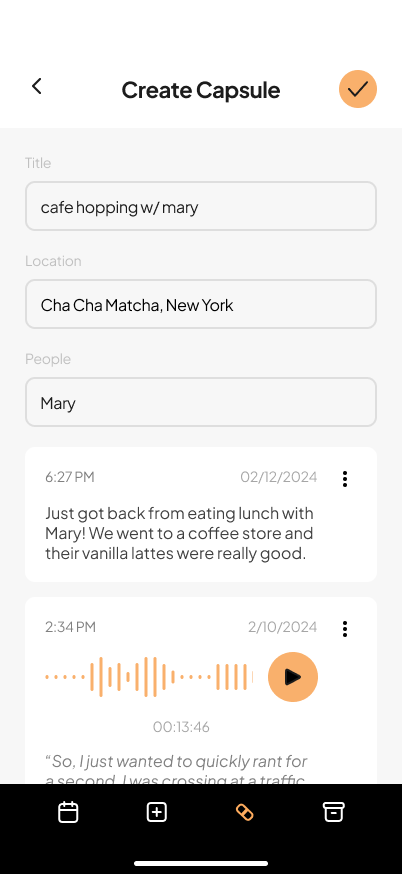 Create Capsule
Title
cafe hopping w/ mary
Location
Cha Cha Matcha, New York
People
Mary
6:27 PM 02/12/2024
Just got back from eating lunch with
Mary! We went to a coffee store and
their vanilla lattes were really good.
2:34 PM 2/10/2024
00:13:46
“So, I just wanted to quickly rant for
a second. I was crossing at a traffic